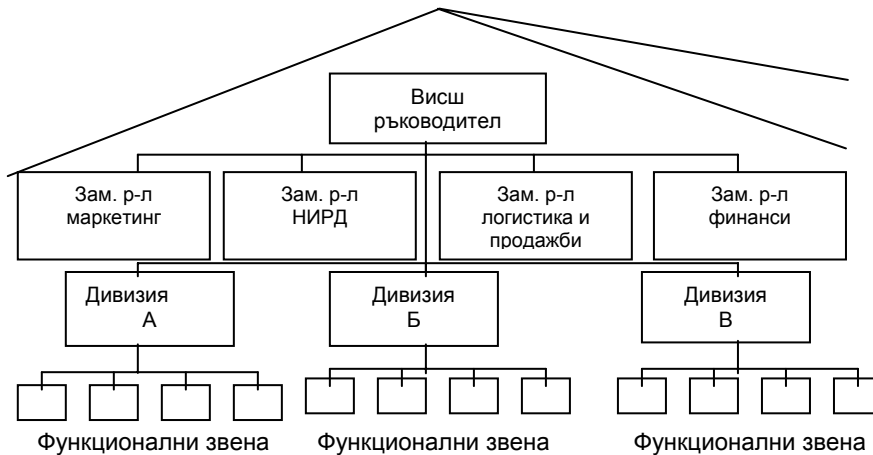 Висш
ръководител
Зам. р-л
маркетинг
Зам. р-л
НИРД
Зам. р-л
логистика и
продажби
Зам. р-л
финанси
Дивизия
А
Дивизия
Б
Дивизия
В
Функционални звена
Функционални звена
Функционални звена